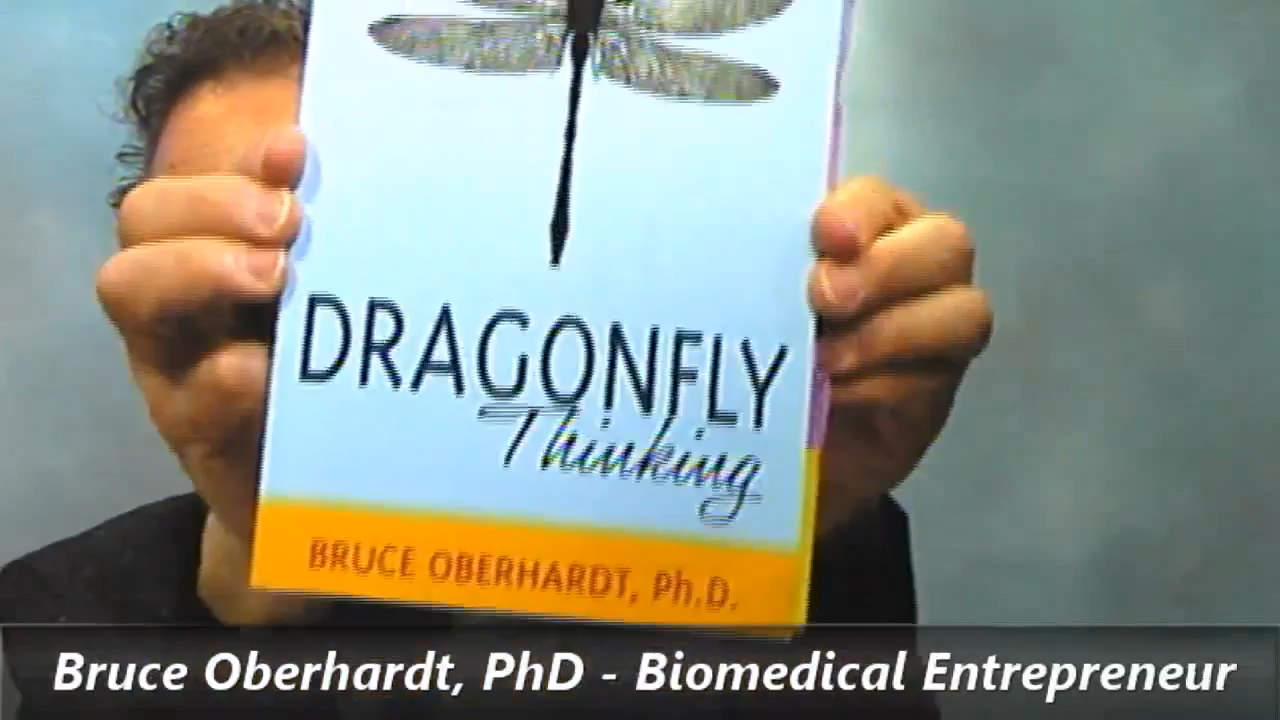 DRAGONFLY
Thinking
BRUCE OBERHARDT, Ph.D.
Bruce Oberhardt, PhD - Biomedical Entrepreneur